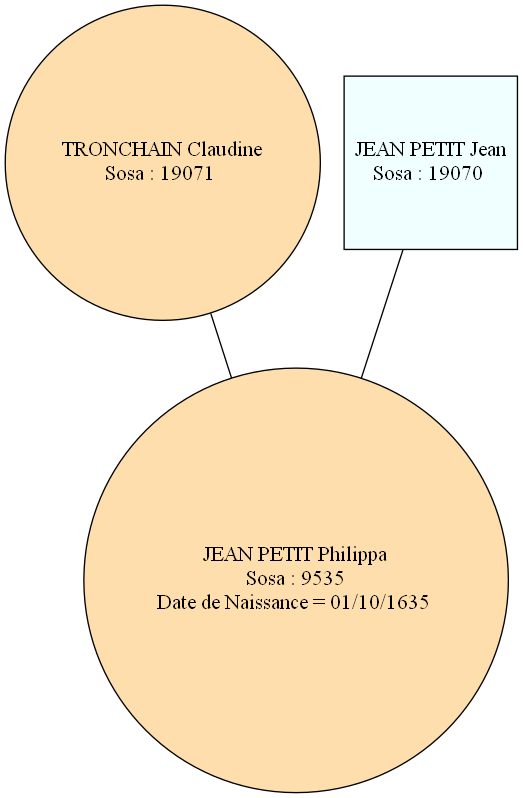 TRONCHAIN Claudine
Sosa : 19071
JEAN PETIT Jean
Sosa : 19070
JEAN PETIT Philippa
Sosa : 9535
Date de Naissance = 01/10/1635